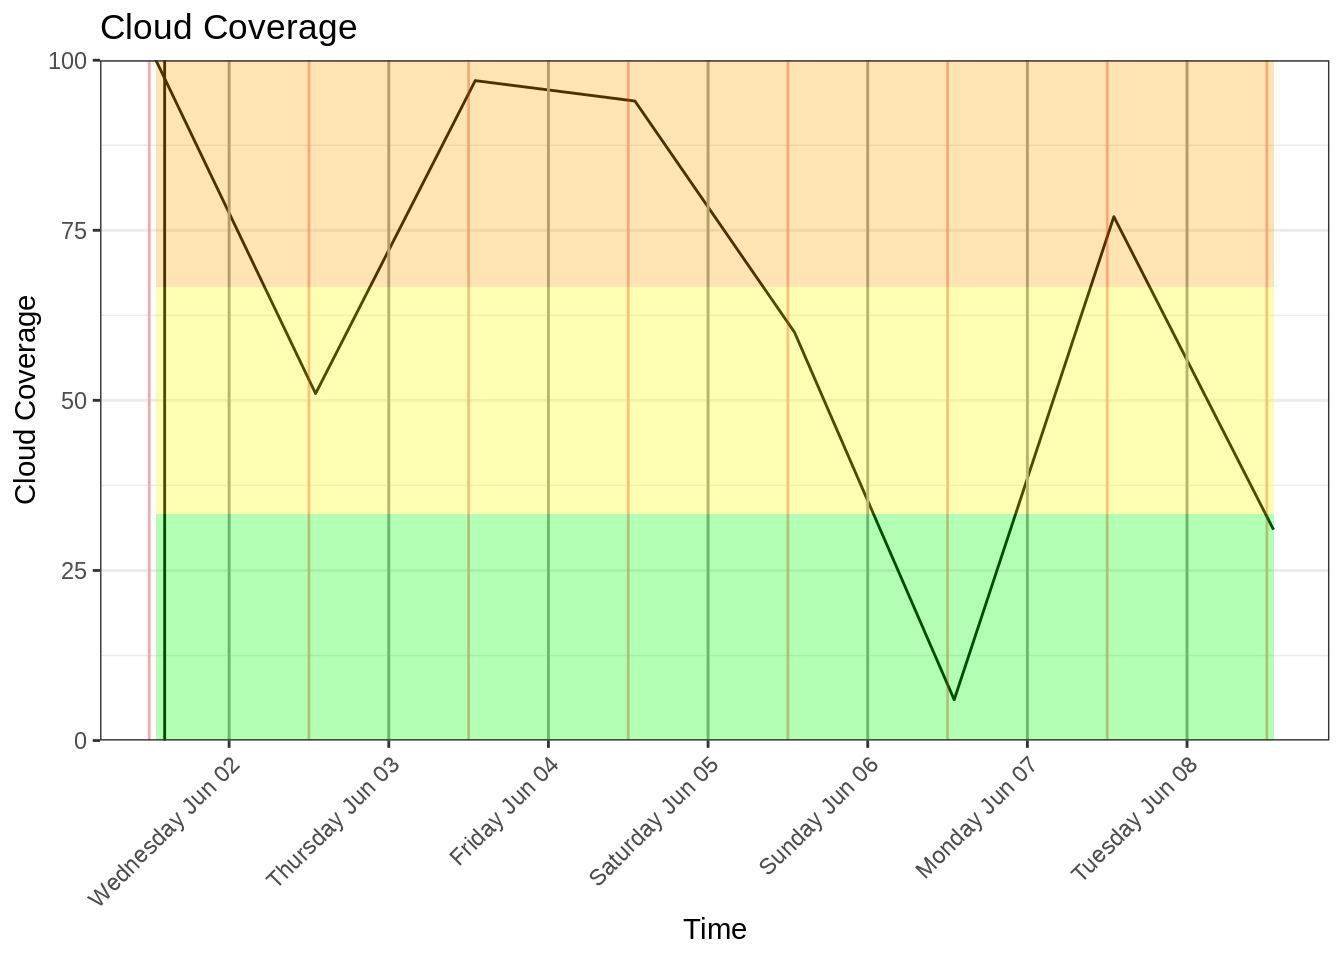 Cloud Coverage
Cloud Coverage
100
75
50
25
0
Wednesday Jun 02
Thursday Jun 03
Friday Jun 04
Saturday Jun 05
Sunday Jun 06
Monday Jun 07
Tuesday Jun 08
Time